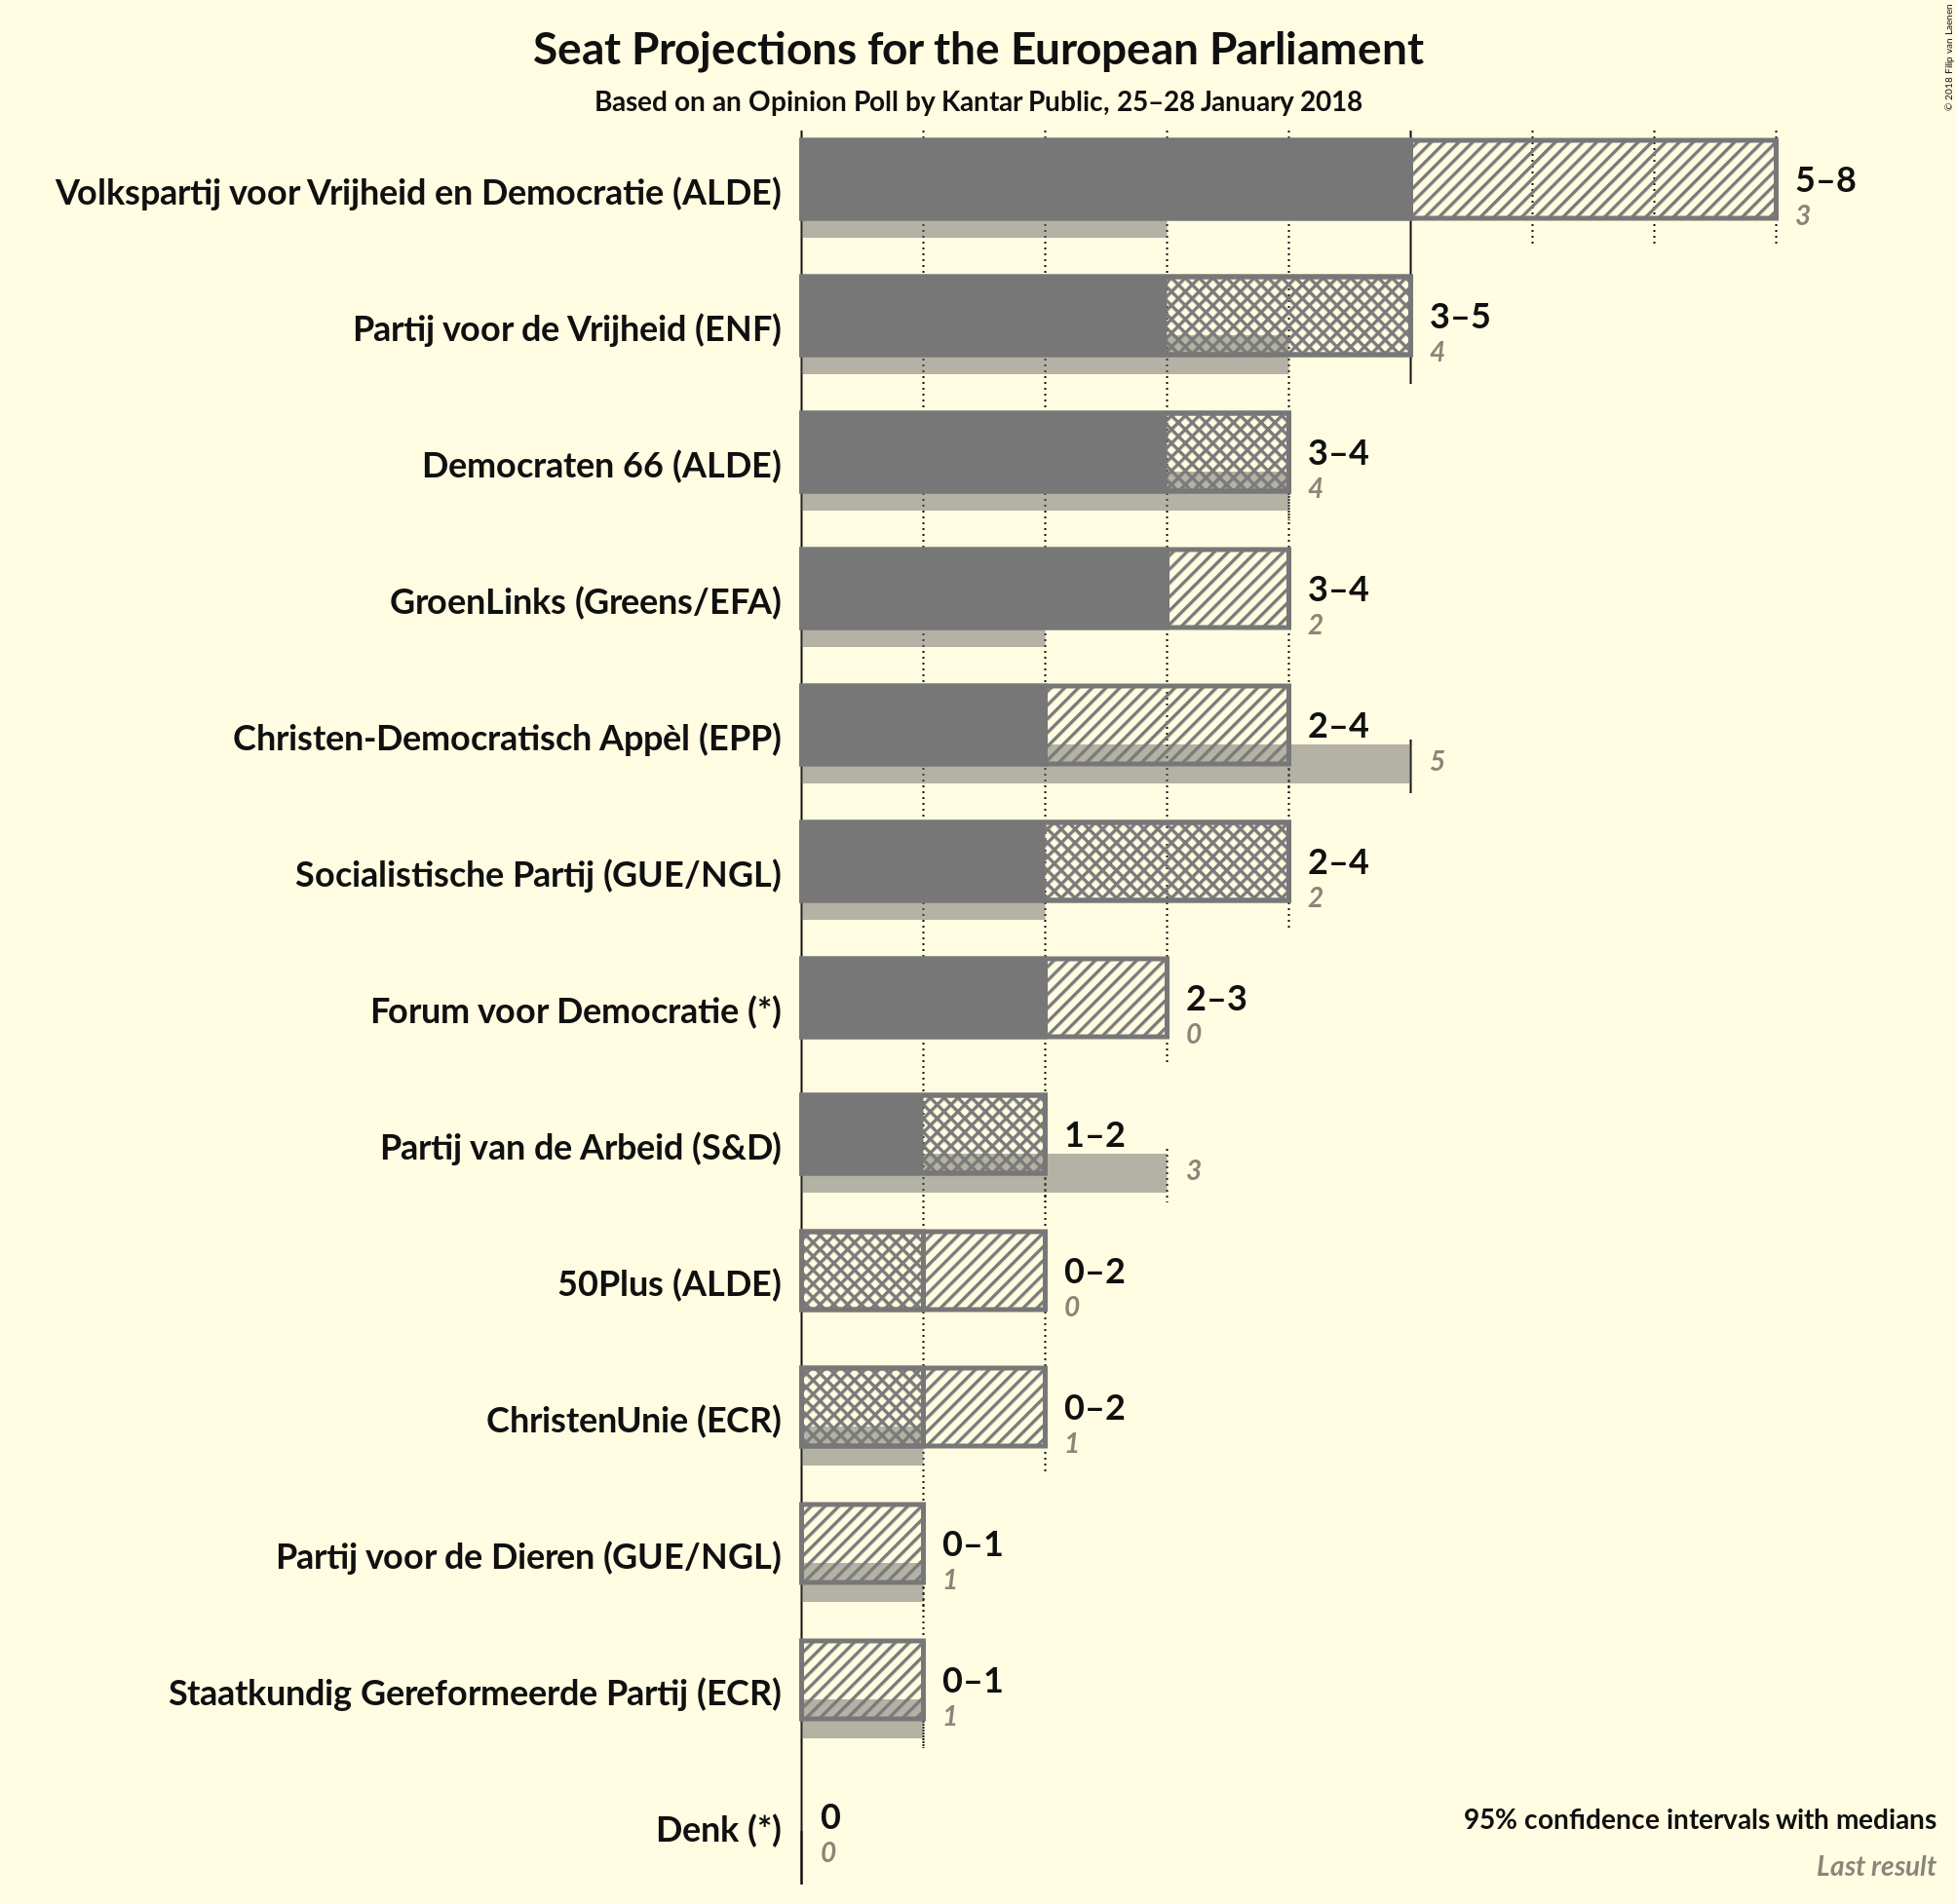 Seat Projections for the European Parliament
Based on an Opinion Poll by Kantar Public, 25–28 January 2018
© 2018 Filip van Laenen
Volkspartij voor Vrijheid en Democratie (ALDE)
5–8
3
Partij voor de Vrijheid (ENF)
3–5
4
Democraten 66 (ALDE)
3–4
4
GroenLinks (Greens/EFA)
3–4
2
Christen-Democratisch Appèl (EPP)
2–4
5
Socialistische Partij (GUE/NGL)
2–4
2
Forum voor Democratie (*)
2–3
0
Partij van de Arbeid (S&D)
1–2
3
50Plus (ALDE)
0–2
0
ChristenUnie (ECR)
0–2
1
Partij voor de Dieren (GUE/NGL)
0–1
1
Staatkundig Gereformeerde Partij (ECR)
0–1
1
Denk (*)
0
0
95% confidence intervals with medians
Last result